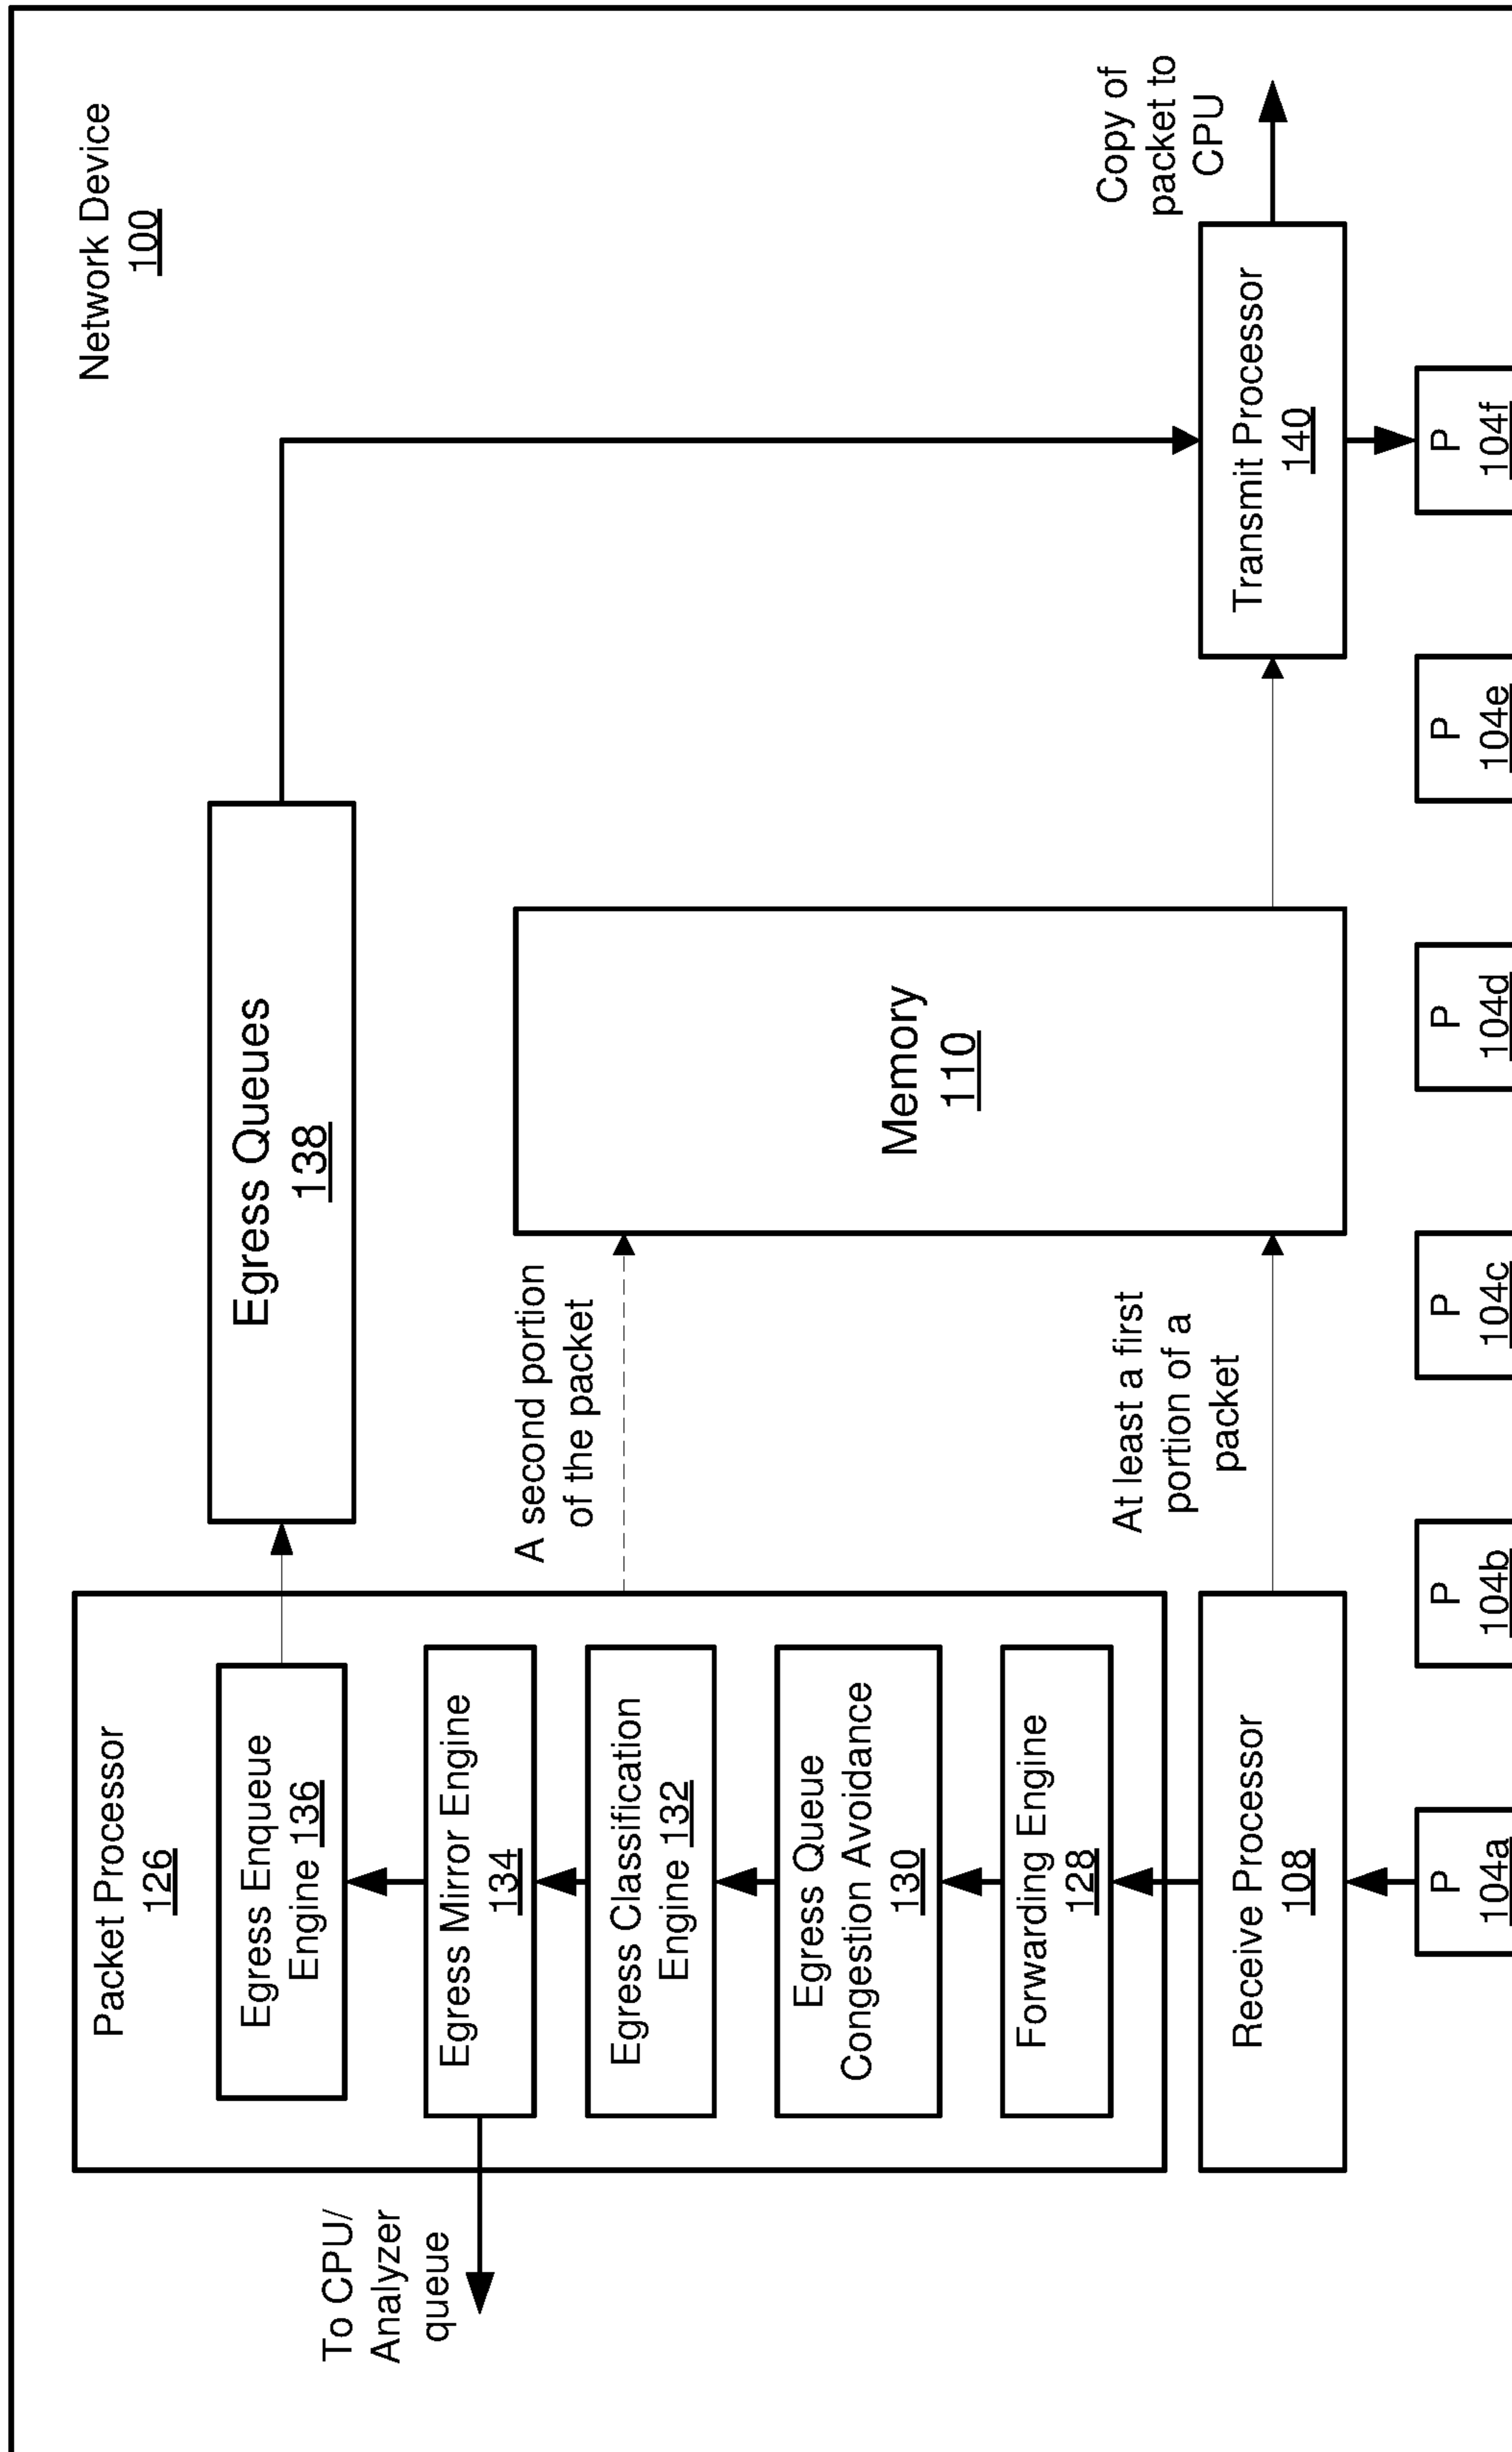 Network Device
100
Packet Processor
126
Egress Enqueue
Engine 136
Egress Queues
138
To CPU/
Analyzer
queue
Egress Mirror Engine
134
A second portion
of the packet
Egress Classification
Engine 132
Egress Queue
Congestion Avoidance
130
Memory
110
Forwarding Engine
128
At least a first
portion of a
packet
Copy of
packet to
CPU
Receive Processor
108
Transmit Processor
140
P
104a
P
104b
P
104c
P
104d
P
104e
P
104f